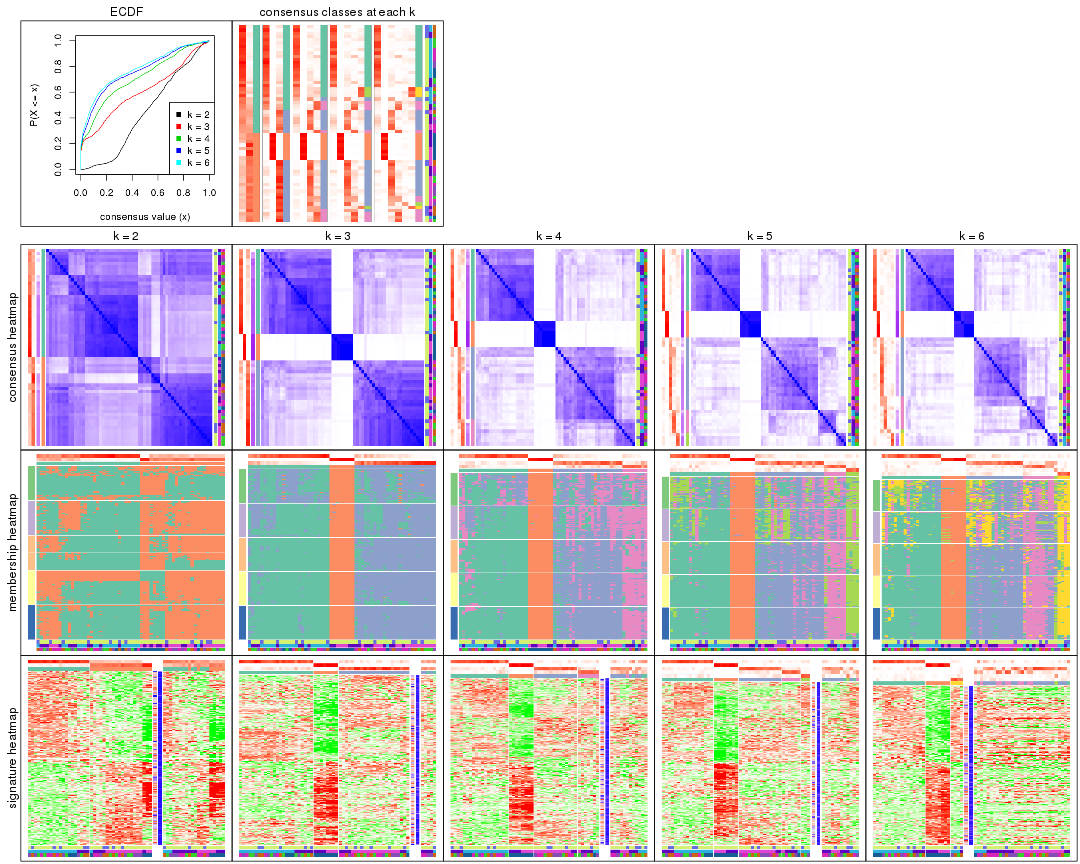 ECDF
consensus classes at each k
P(X <= x)
0.0
0.2
0.4
0.6
0.8
1.0
k = 2
k = 3
k = 4
k = 5
k = 6
0.0 0.2 0.4 0.6 0.8 1.0
consensus value (x)
k = 2
k = 3
k = 4
k = 5
k = 6
consensus heatmap
membership heatmap
signature heatmap